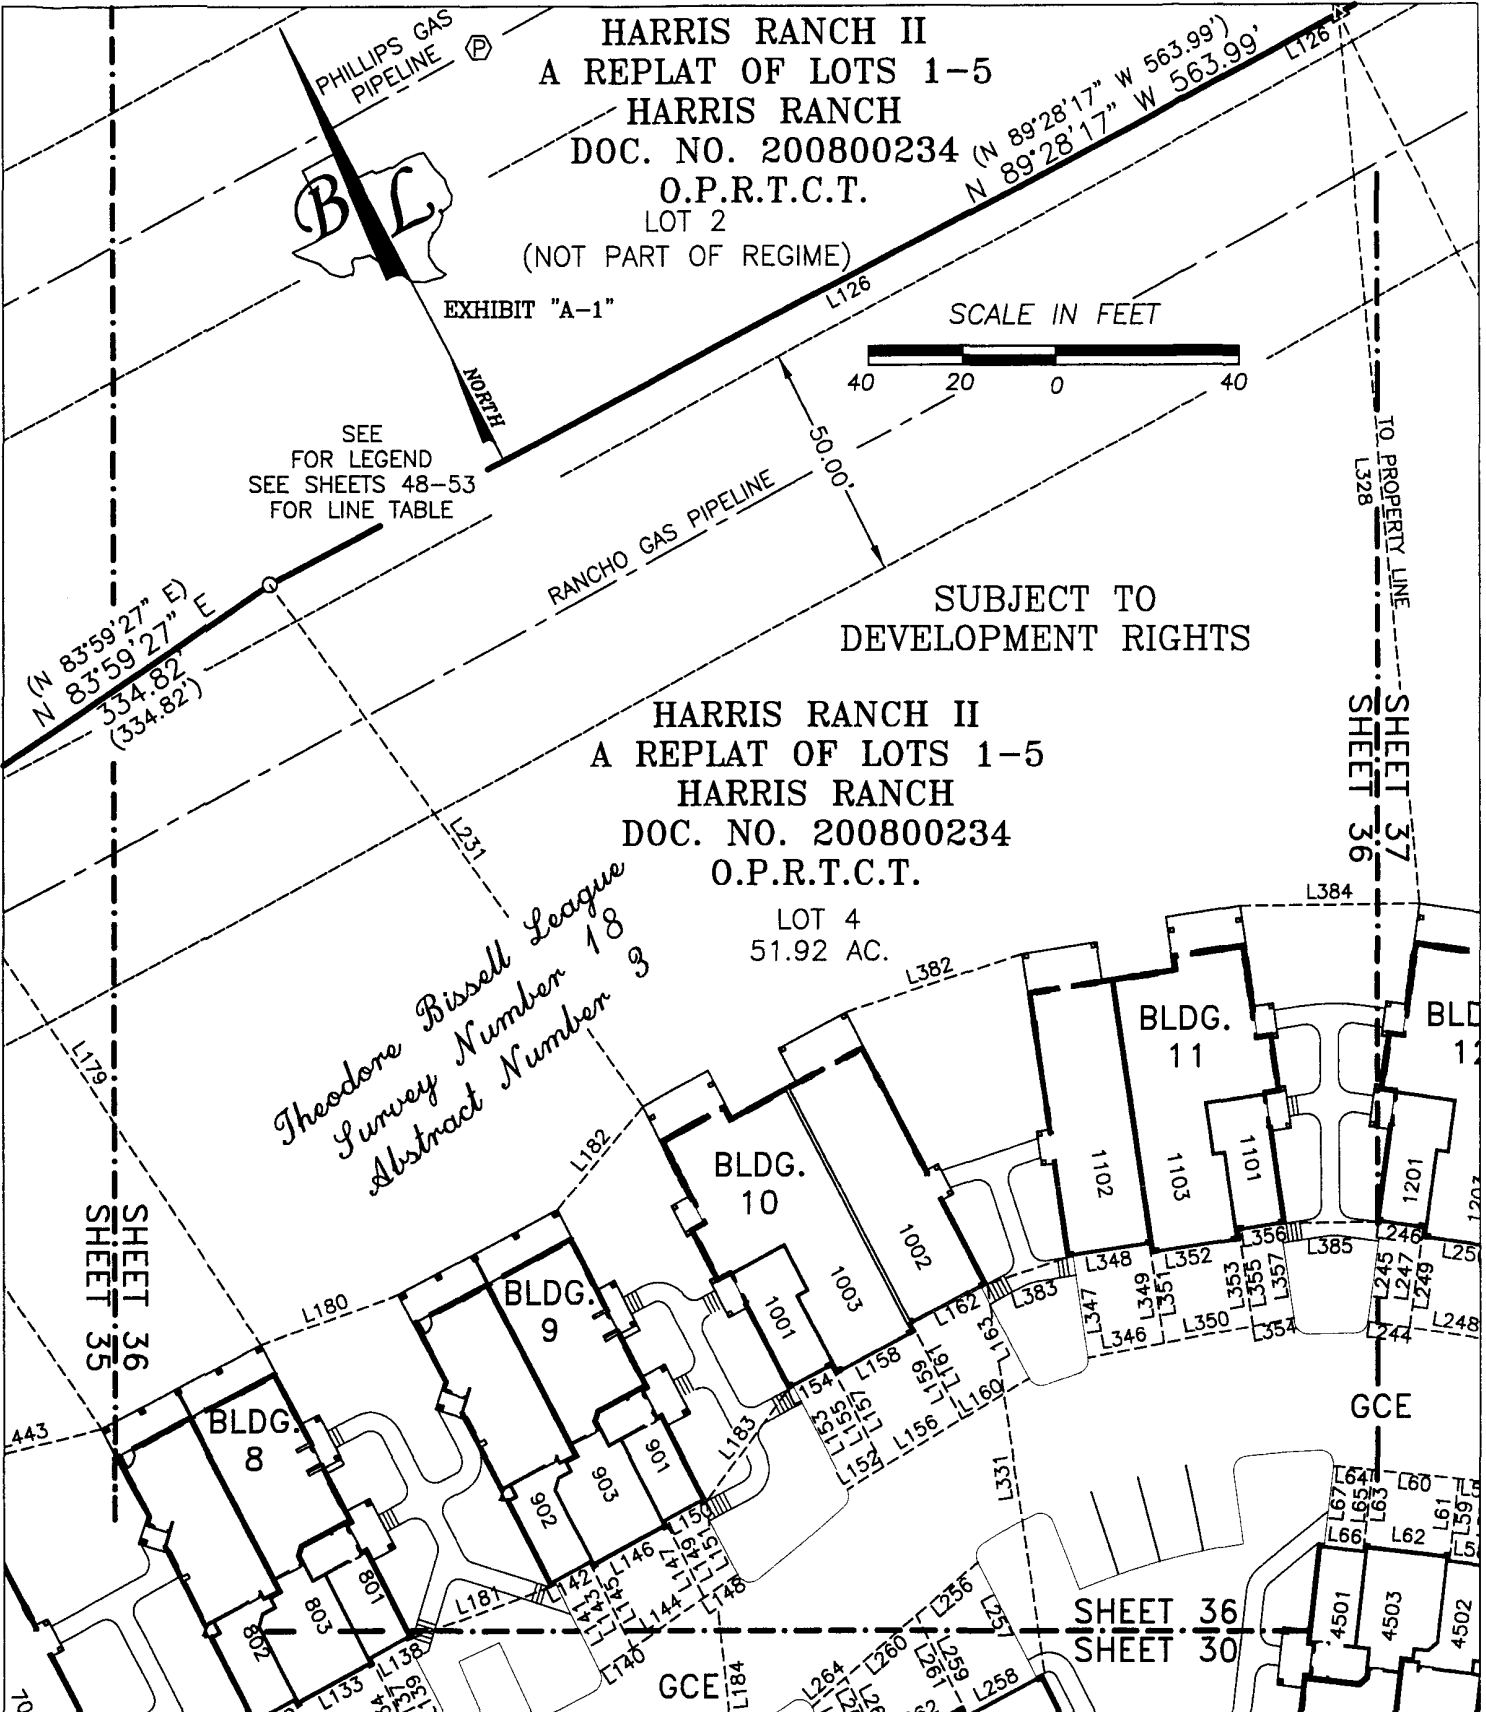 PHILLIPS GAS
PIPELINE
P
HARRIS RANCH II
A REPLAT OF LOTS 1-5
HARRIS RANCH
DOC. NO. 200800234
O.P.R.T.C.T.
LOT 2
(NOT PART OF REGIME)
(N 89°28'17" W 563.99')
N 89°28'17" W 563.99'
L126
B L
EXHIBIT "A-1"
NORTH
L126
SCALE IN FEET
40 20 0 40
SEE
FOR LEGEND
SEE SHEETS 48-53
FOR LINE TABLE
50.00'
RANCHO GAS PIPELINE
TO PROPERTY LINE
L328
(N 83°59'27" E)
N 83°59'27" E
334.82'
(334.82')
SUBJECT TO
DEVELOPMENT RIGHTS
HARRIS RANCH II
A REPLAT OF LOTS 1-5
HARRIS RANCH
DOC. NO. 200800234
O.P.R.T.C.T.
LOT 4
51.92 AC.
SHEET 37
SHEET 36
L231
Theodore Bissell League
Survey Number 18
Abstract Number 3
L179
L384
L382
BLDG.
11
BLD
12
L182
BLDG.
10
1102
1103
1101
1201
1203
1002
1003
1001
SHEET 36
SHEET 35
L180
BLDG.
9
L348
L352
L356
L385
L246
L250
L347
L349
L351
L353
L355
L357
L245
L247
L249
L346
L350
L354
L244
L248
L162
L383
L163
L158
L159
L161
L160
L154
L153
L155
L157
L156
L152
L183
GCE
443
BLDG.
8
901
903
902
L150
L146
L142
L151
L149
L147
L145
L143
L141
L148
L144
L140
L331
L64
L60
L67
L65
L63
L61
L59
L66
L62
801
803
802
L181
L138
L133
L139
L256
L257
L260
L259
L261
L264
L258
SHEET 36
SHEET 30
4501
4503
4502
GCE
L184
70